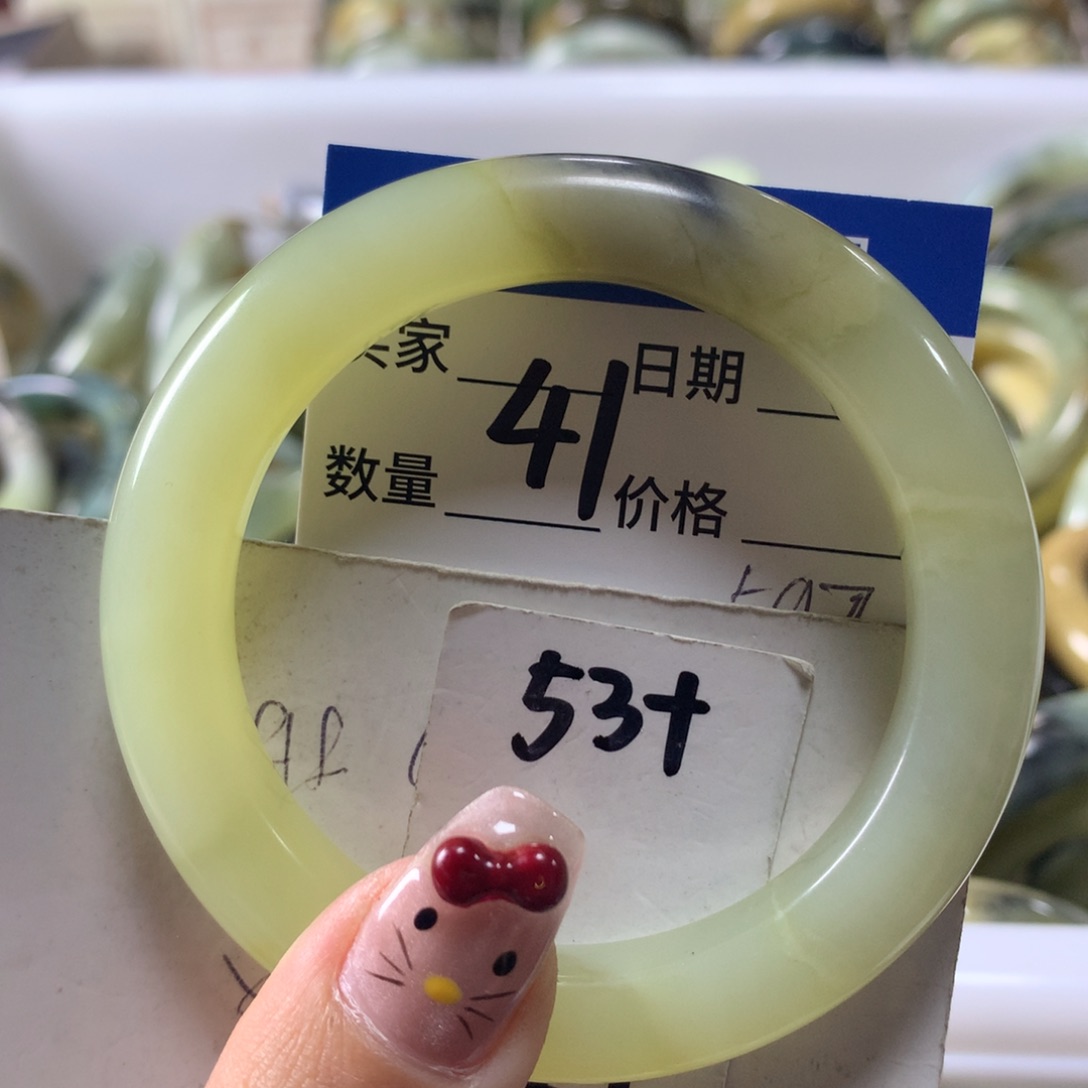 家 41 日期
数量 价格
53+